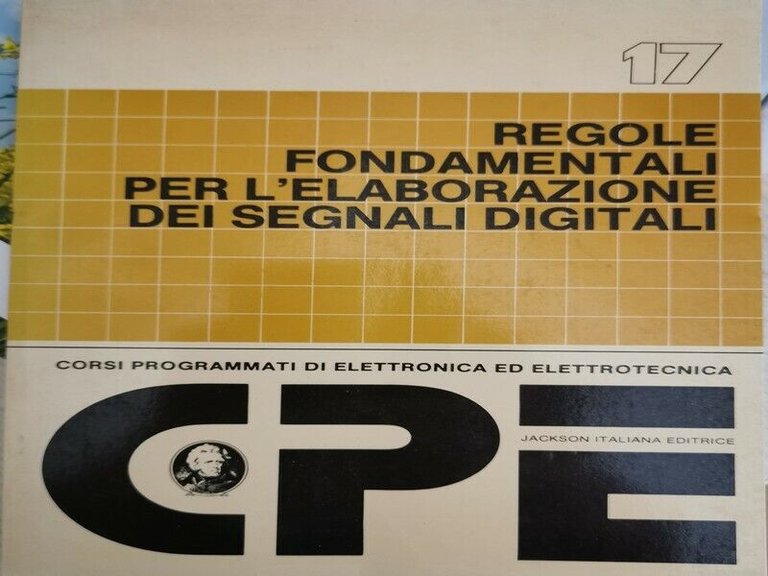 17
REGOLE
FONDAMENTALI
PER L'ELABORAZIONE
DEI SEGNALI DIGITALI
CORSI PROGRAMMATI DI ELETTRONICA ED ELETTROTECNICA
CPE
JACKSON ITALIANA EDITRICE